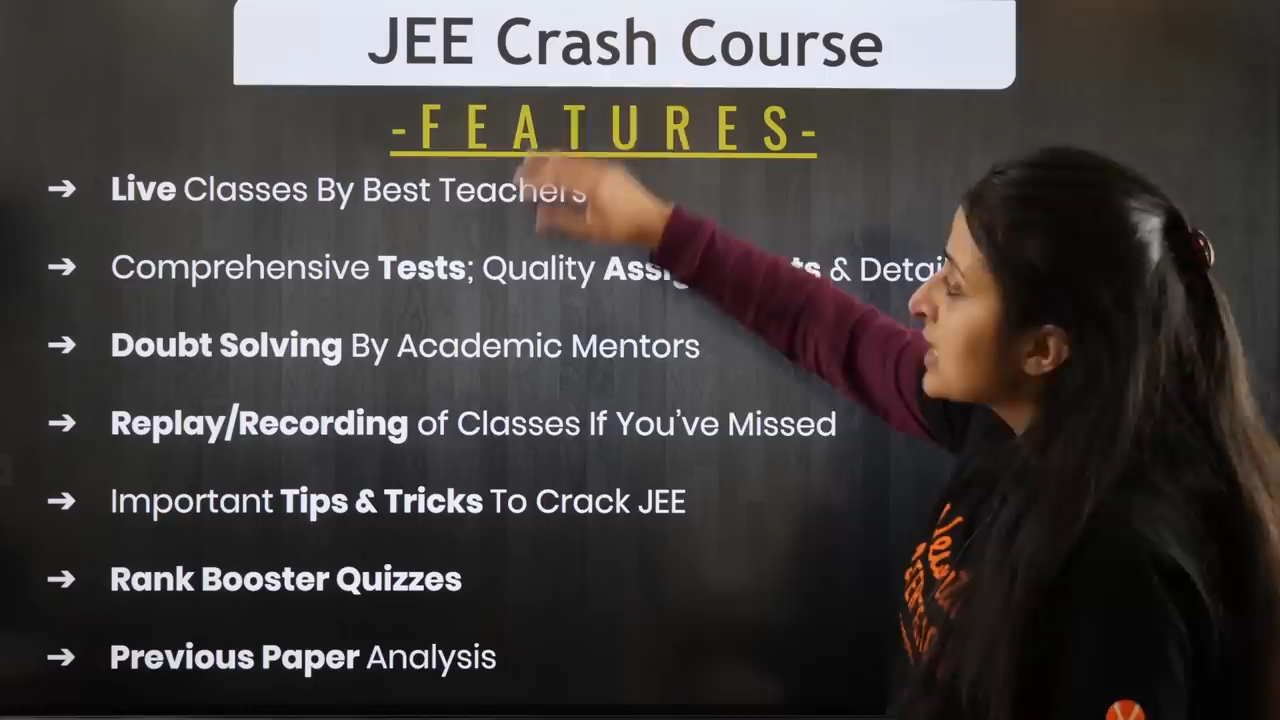 JEE Crash Course
-FEATURES-
➔ Live Classes By Best Teachers
➔ Comprehensive Tests; Quality & 
➔ Doubt Solving By Academic Mentors
➔ Replay/Recording of Classes If You've Missed
➔ Important Tips & Tricks To Crack JEE
➔ Rank Booster Quizzes
➔ Previous Paper Analysis